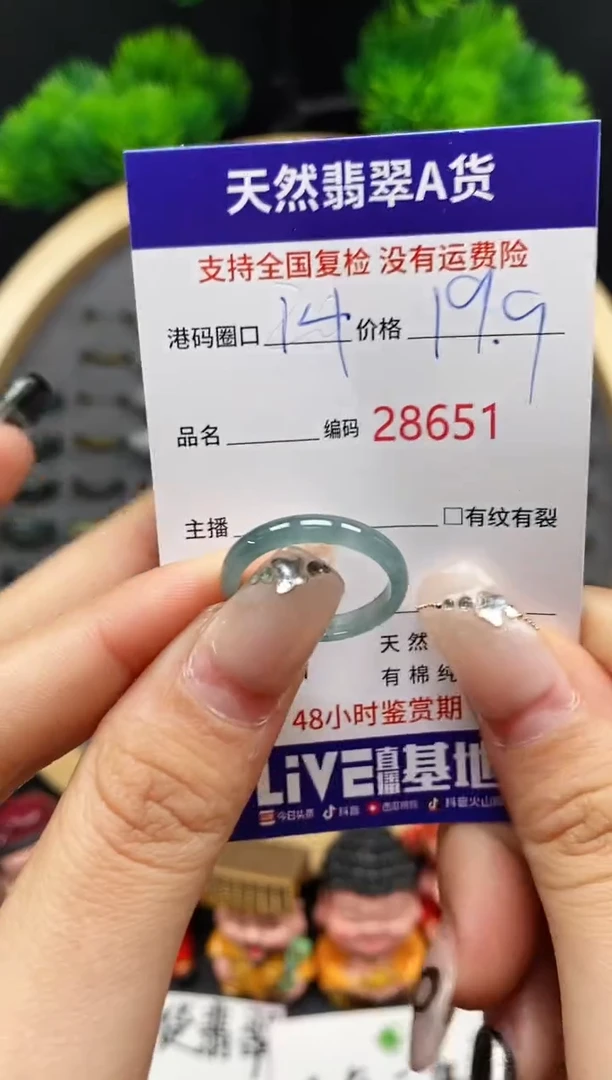 天然翡翠A货
支持全国复检 没有运费险
港码圈口 14 价格 19.9
品名 编码 28651
主播 □有纹有裂
天然
有棉纯
48小时鉴赏期
LiVE直播基地
今日头条 抖音 西瓜视频 抖音火山
翡翠